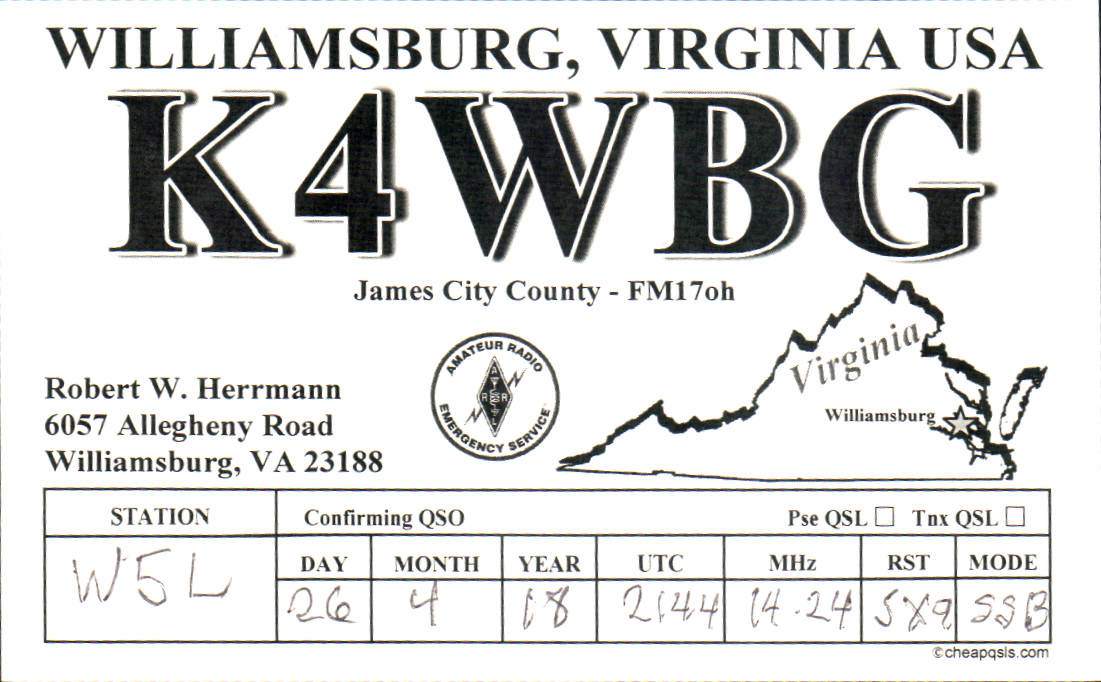 WILLIAMSBURG, VIRGINIA USA
K4WBG
James City County - FM17oh
AMATEUR RADIO
ARRL
EMERGENCY SERVICE
Virginia
Williamsburg
Robert W. Herrmann
6057 Allegheny Road
Williamsburg, VA 23188
STATION Confirming QSO Pse QSL ☐ Tnx QSL ☐
DAY MONTH YEAR UTC MHz RST MODE
W5L 26 4 18 2144 14.24 5x9 SSB
©cheapqsls.com